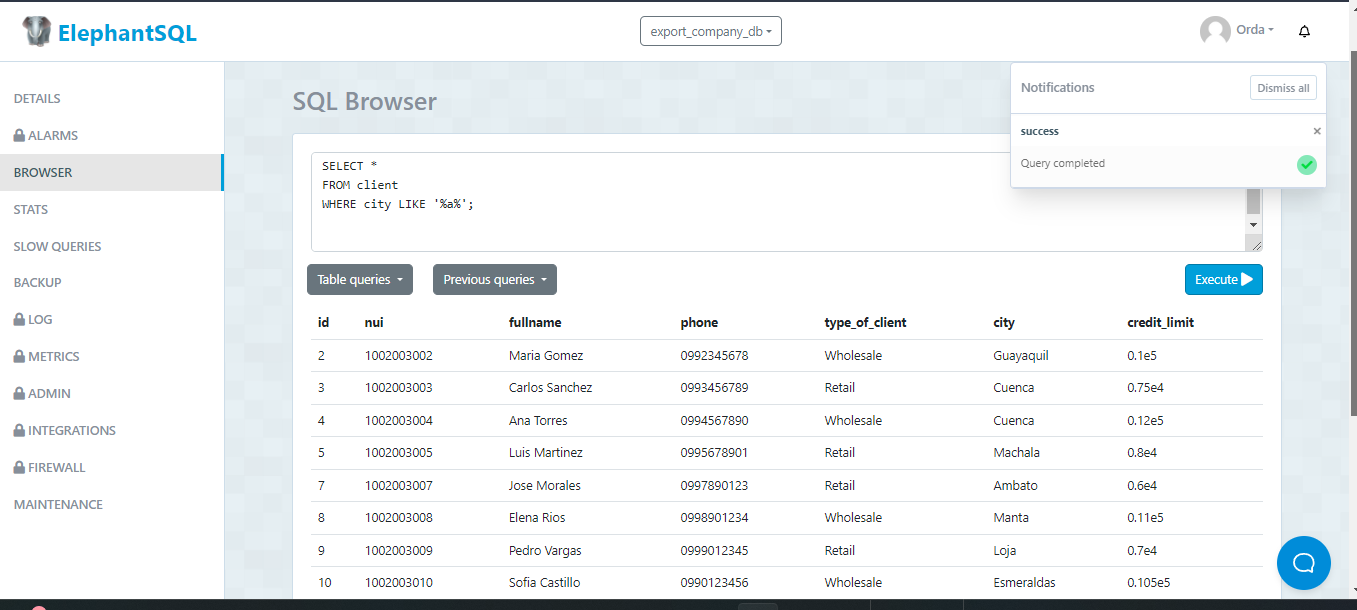 ElephantSQL
export_company_db
Orda
DETAILS
ALARMS
BROWSER
STATS
SLOW QUERIES
BACKUP
LOG
METRICS
ADMIN
INTEGRATIONS
FIREWALL
MAINTENANCE
SQL Browser
Notifications Dismiss all
success ×
Query completed
SELECT *
FROM client
WHERE city LIKE '%a%';
Table queries Previous queries Execute
id nui fullname phone type_of_client city credit_limit
2 1002003002 Maria Gomez 0992345678 Wholesale Guayaquil 0.1e5
3 1002003003 Carlos Sanchez 0993456789 Retail Cuenca 0.75e4
4 1002003004 Ana Torres 0994567890 Wholesale Cuenca 0.12e5
5 1002003005 Luis Martinez 0995678901 Retail Machala 0.8e4
7 1002003007 Jose Morales 0997890123 Retail Ambato 0.6e4
8 1002003008 Elena Rios 0998901234 Wholesale Manta 0.11e5
9 1002003009 Pedro Vargas 0999012345 Retail Loja 0.7e4
10 1002003010 Sofia Castillo 0990123456 Wholesale Esmeraldas 0.105e5